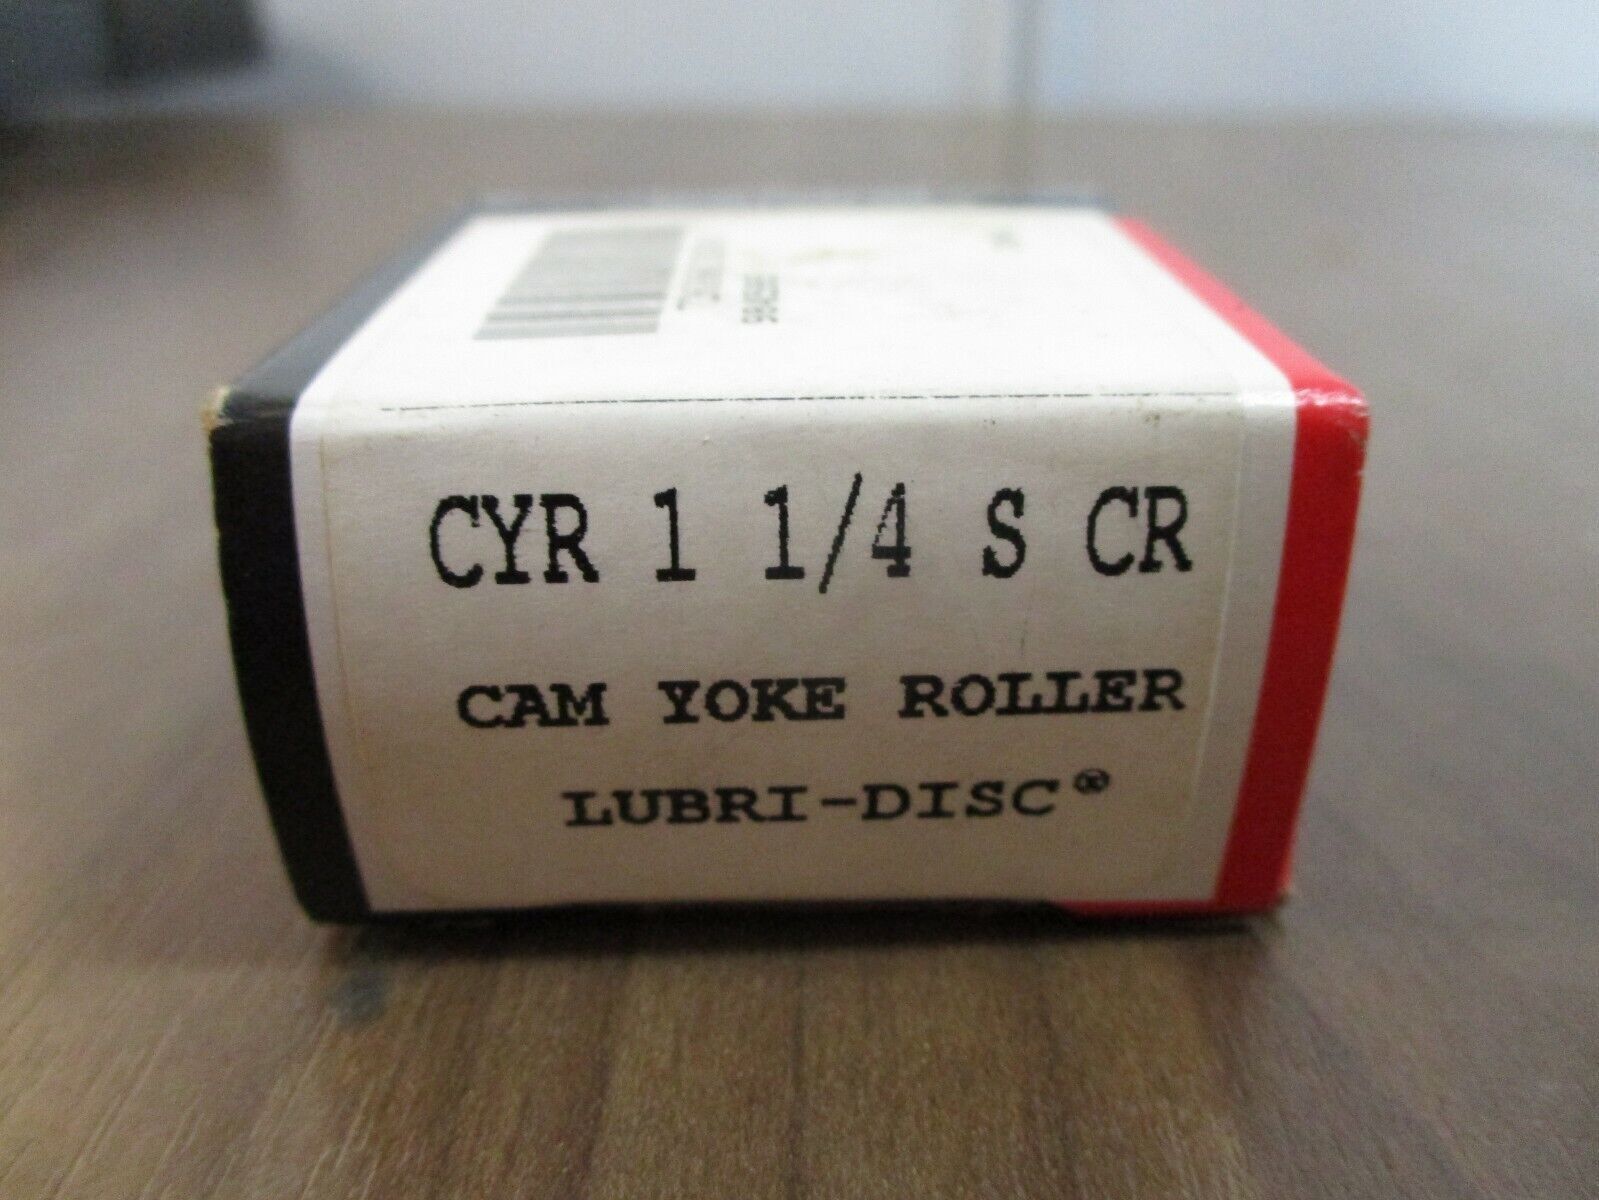 CYR 1 1/4 S CR
CAM YOKE ROLLER
LUBRI-DISC®